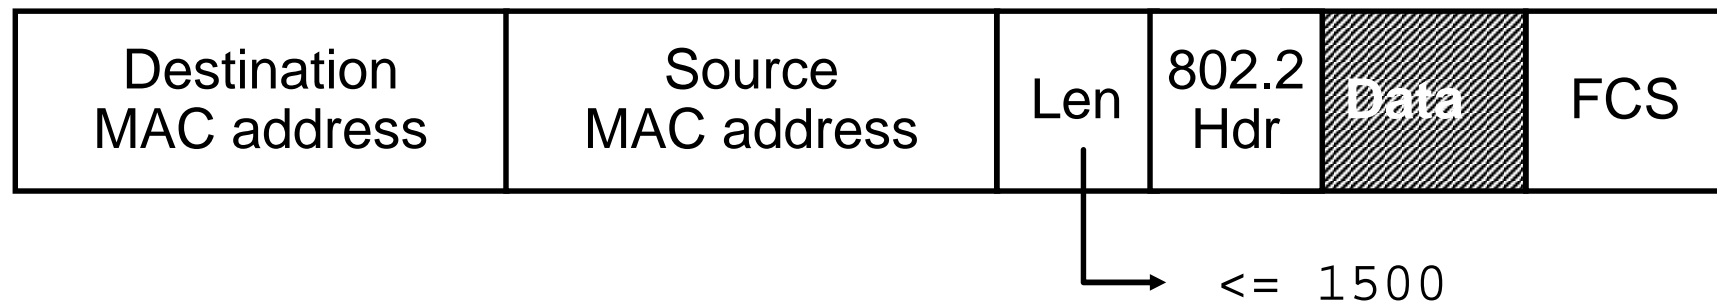 Destination
MAC address
Source
MAC address
Len
802.2
Hdr
Data
FCS
<= 1500